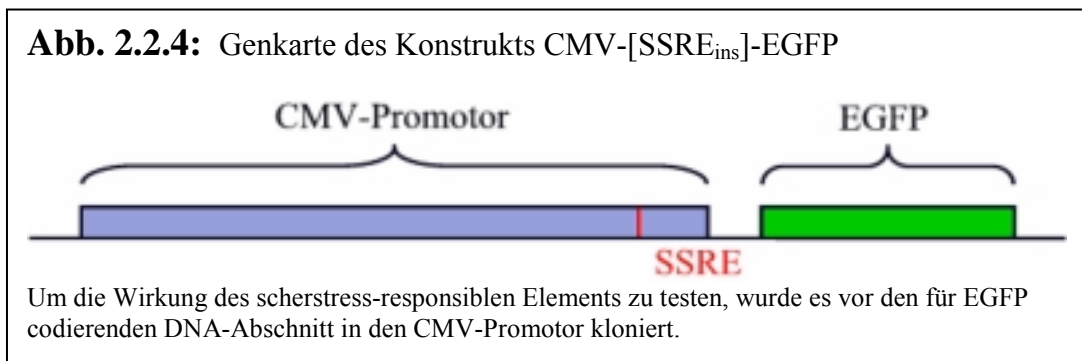 Abb. 2.2.4: Genkarte des Konstrukts CMV-[SSREins]-EGFP
CMV-Promotor EGFP
SSRE
Um die Wirkung des scherstress-responsiblen Elements zu testen, wurde es vor den für EGFP
codierenden DNA-Abschnitt in den CMV-Promotor kloniert.